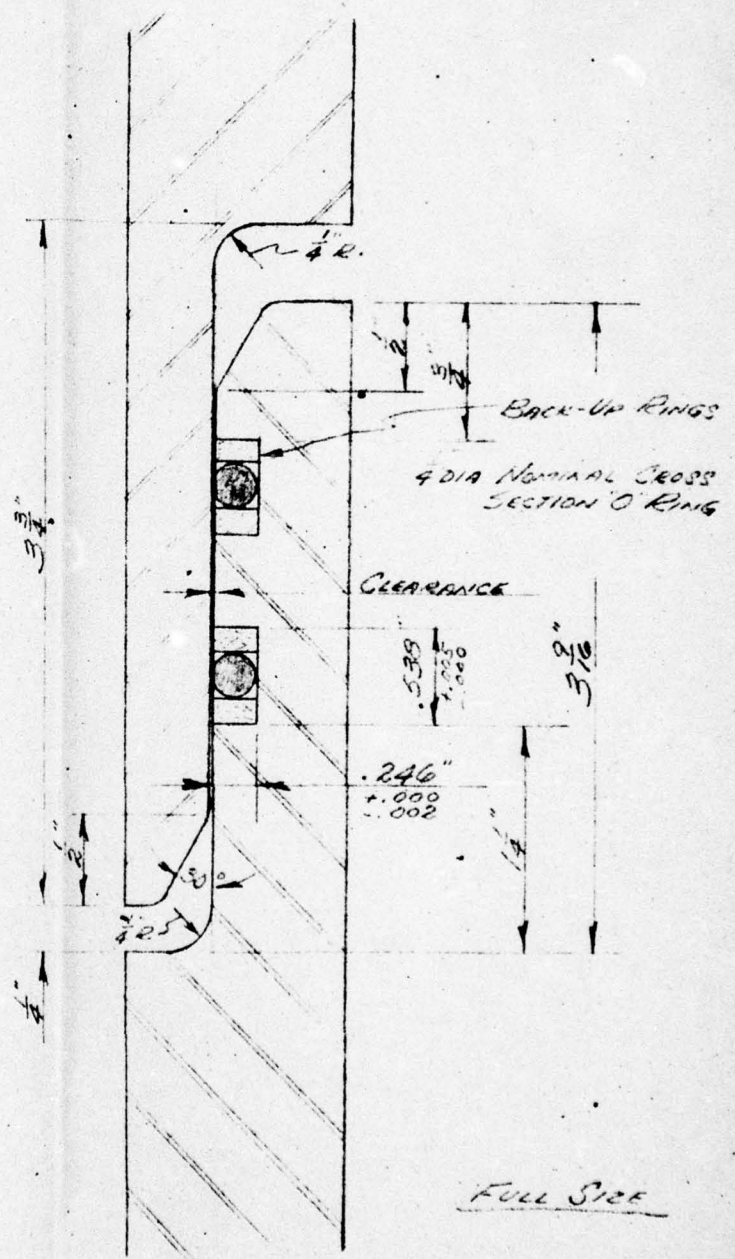 1/4" R.
1/2"
3/4"
BACK-UP RINGS
1/4 DIA NOMINAL CROSS
SECTION "O" RING
3 3/4"
CLEARANCE
.538"
+.005
-.000
3 9/16"
.246"
+.000
-.002
1/2"
30°
1/4 R
1/4"
FULL SIZE